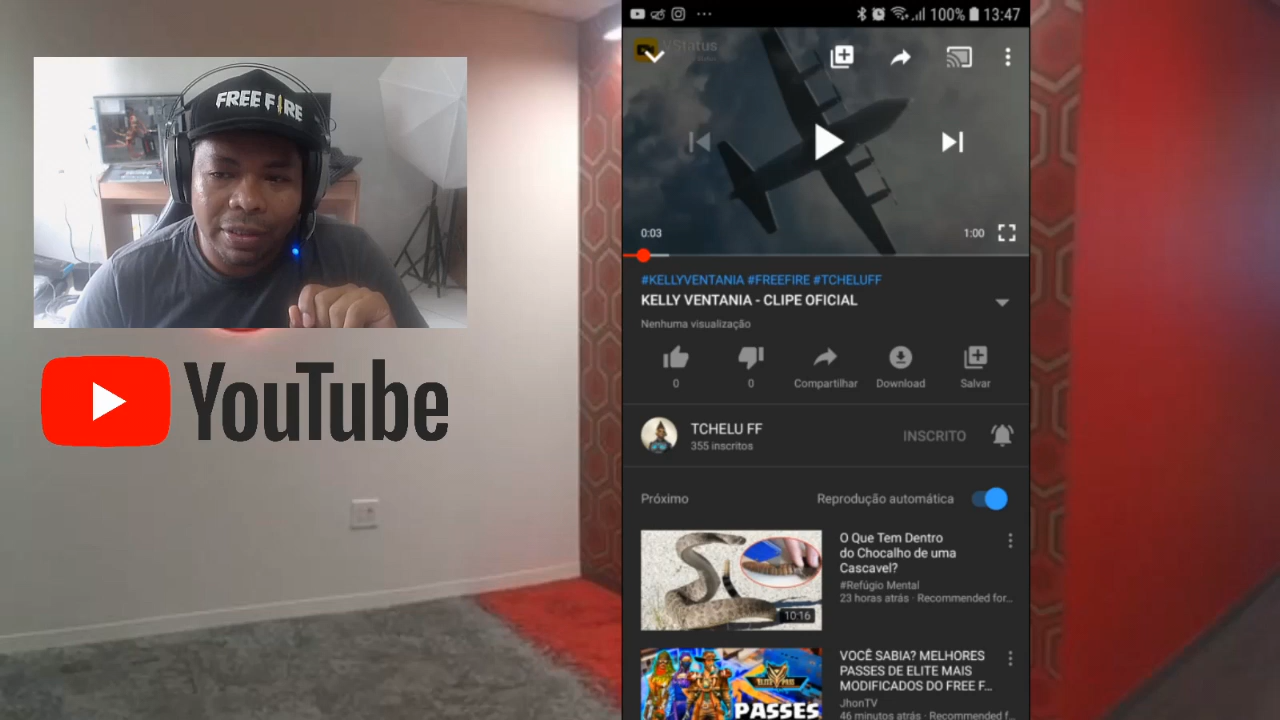 FREE FIRE
YouTube
100% 13:47
Status
0:03
1:00
#KELLYVENTANIA #FREEFIRE #TCHELUFF
KELLY VENTANIA - CLIPE OFICIAL
Nenhuma visualização
0
0
Compartilhar
Download
Salvar
TCHELU FF
355 inscritos
INSCRITO
Próximo
Reprodução automática
10:16
O Que Tem Dentro
do Chocalho de uma
Cascavel?
#Refúgio Mental
23 horas atrás · Recommended for...
PASSES
VOCÊ SABIA? MELHORES
PASSES DE ELITE MAIS
MODIFICADOS DO FREE F...
JhonTV
46 minutos atrás · Recommended f...